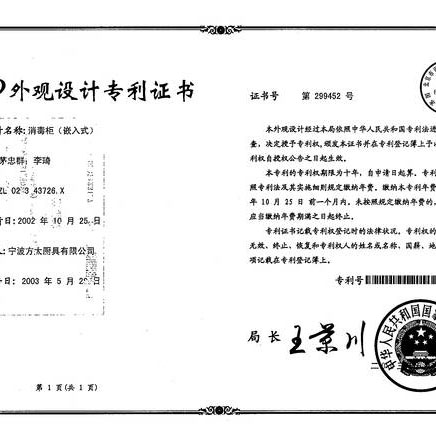 外观设计专利证书
计名称: 消毒柜（嵌入式）
茅忠群; 李琦
ZL 02 3 43726.X
日: 2002 年 10 月 25 日
人: 宁波方太厨具有限公司
日: 2003 年 5 月 2 日
第 1 页(共 1 页)
证书号 第 299452 号
本外观设计经过本局依照中华人民共和国专利法进
查, 决定授予专利权, 颁发本证书并在专利登记簿上予
利权自授权公告之日起生效。
本专利的专利权期限为十年, 自申请日起算。
照专利法及其实施细则规定缴纳年费。缴纳本专利年费
年 10 月 25 日 前一个月内。未按照规定缴纳年费的,
应当缴纳年费期满之日起终止。
专利证书记载专利权登记时的法律状况。专利权的
无效、终止、恢复和专利权人的姓名或名称、国籍、地
项记载在专利登记簿上。
专利号
局长 王景川
中华人民共和国国